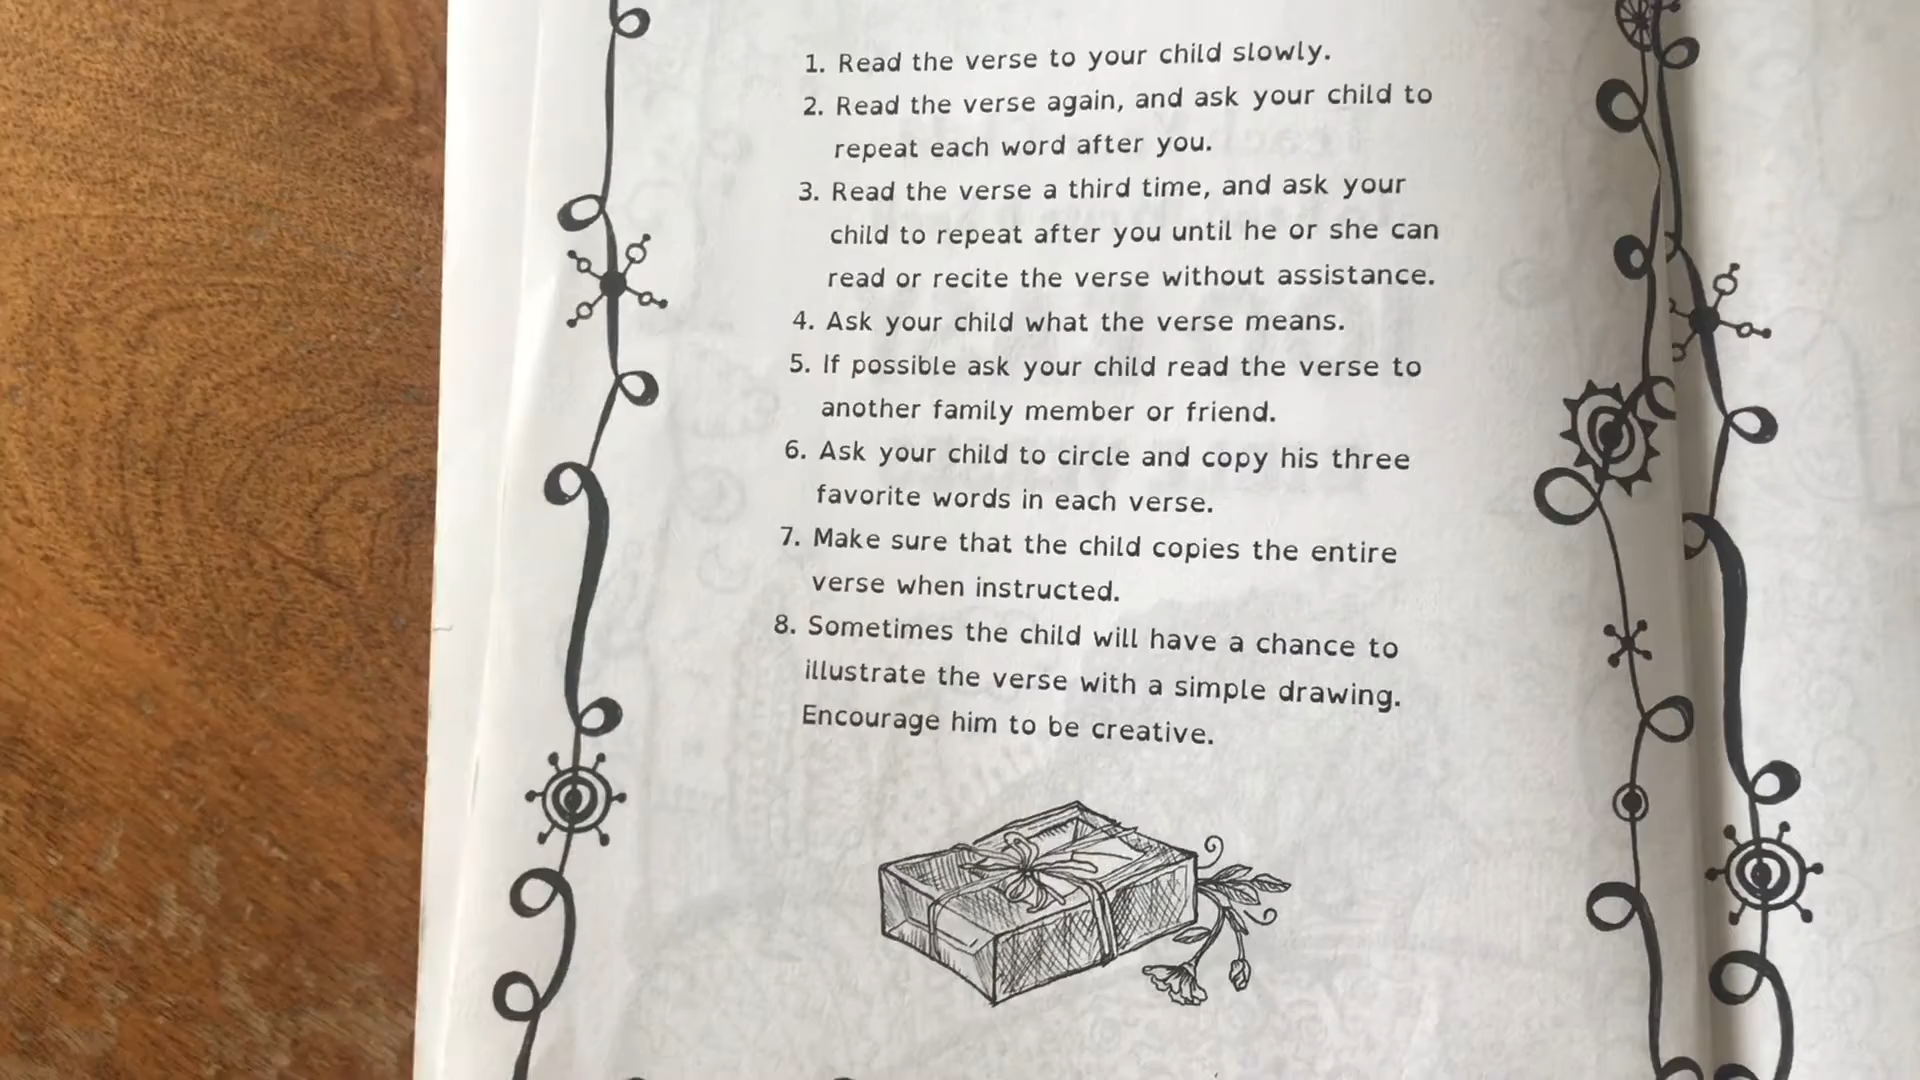 1. Read the verse to your child slowly.
2. Read the verse again, and ask your child to
repeat each word after you.
3. Read the verse a third time, and ask your
child to repeat after you until he or she can
read or recite the verse without assistance.
4. Ask your child what the verse means.
5. If possible ask your child read the verse to
another family member or friend.
6. Ask your child to circle and copy his three
favorite words in each verse.
7. Make sure that the child copies the entire
verse when instructed.
8. Sometimes the child will have a chance to
illustrate the verse with a simple drawing.
Encourage him to be creative.